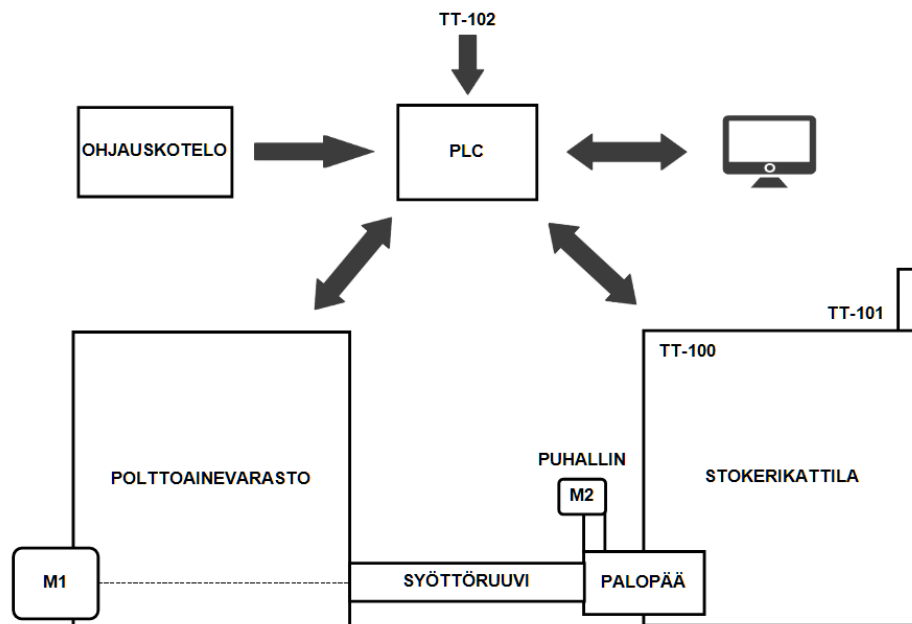 TT-102
OHJAUSKOTELO
PLC
TT-101
TT-100
POLTTOAINEVARASTO
PUHALLIN
STOKERIKATTILA
M2
M1
SYÖTTÖRUUVI
PALOPÄÄ